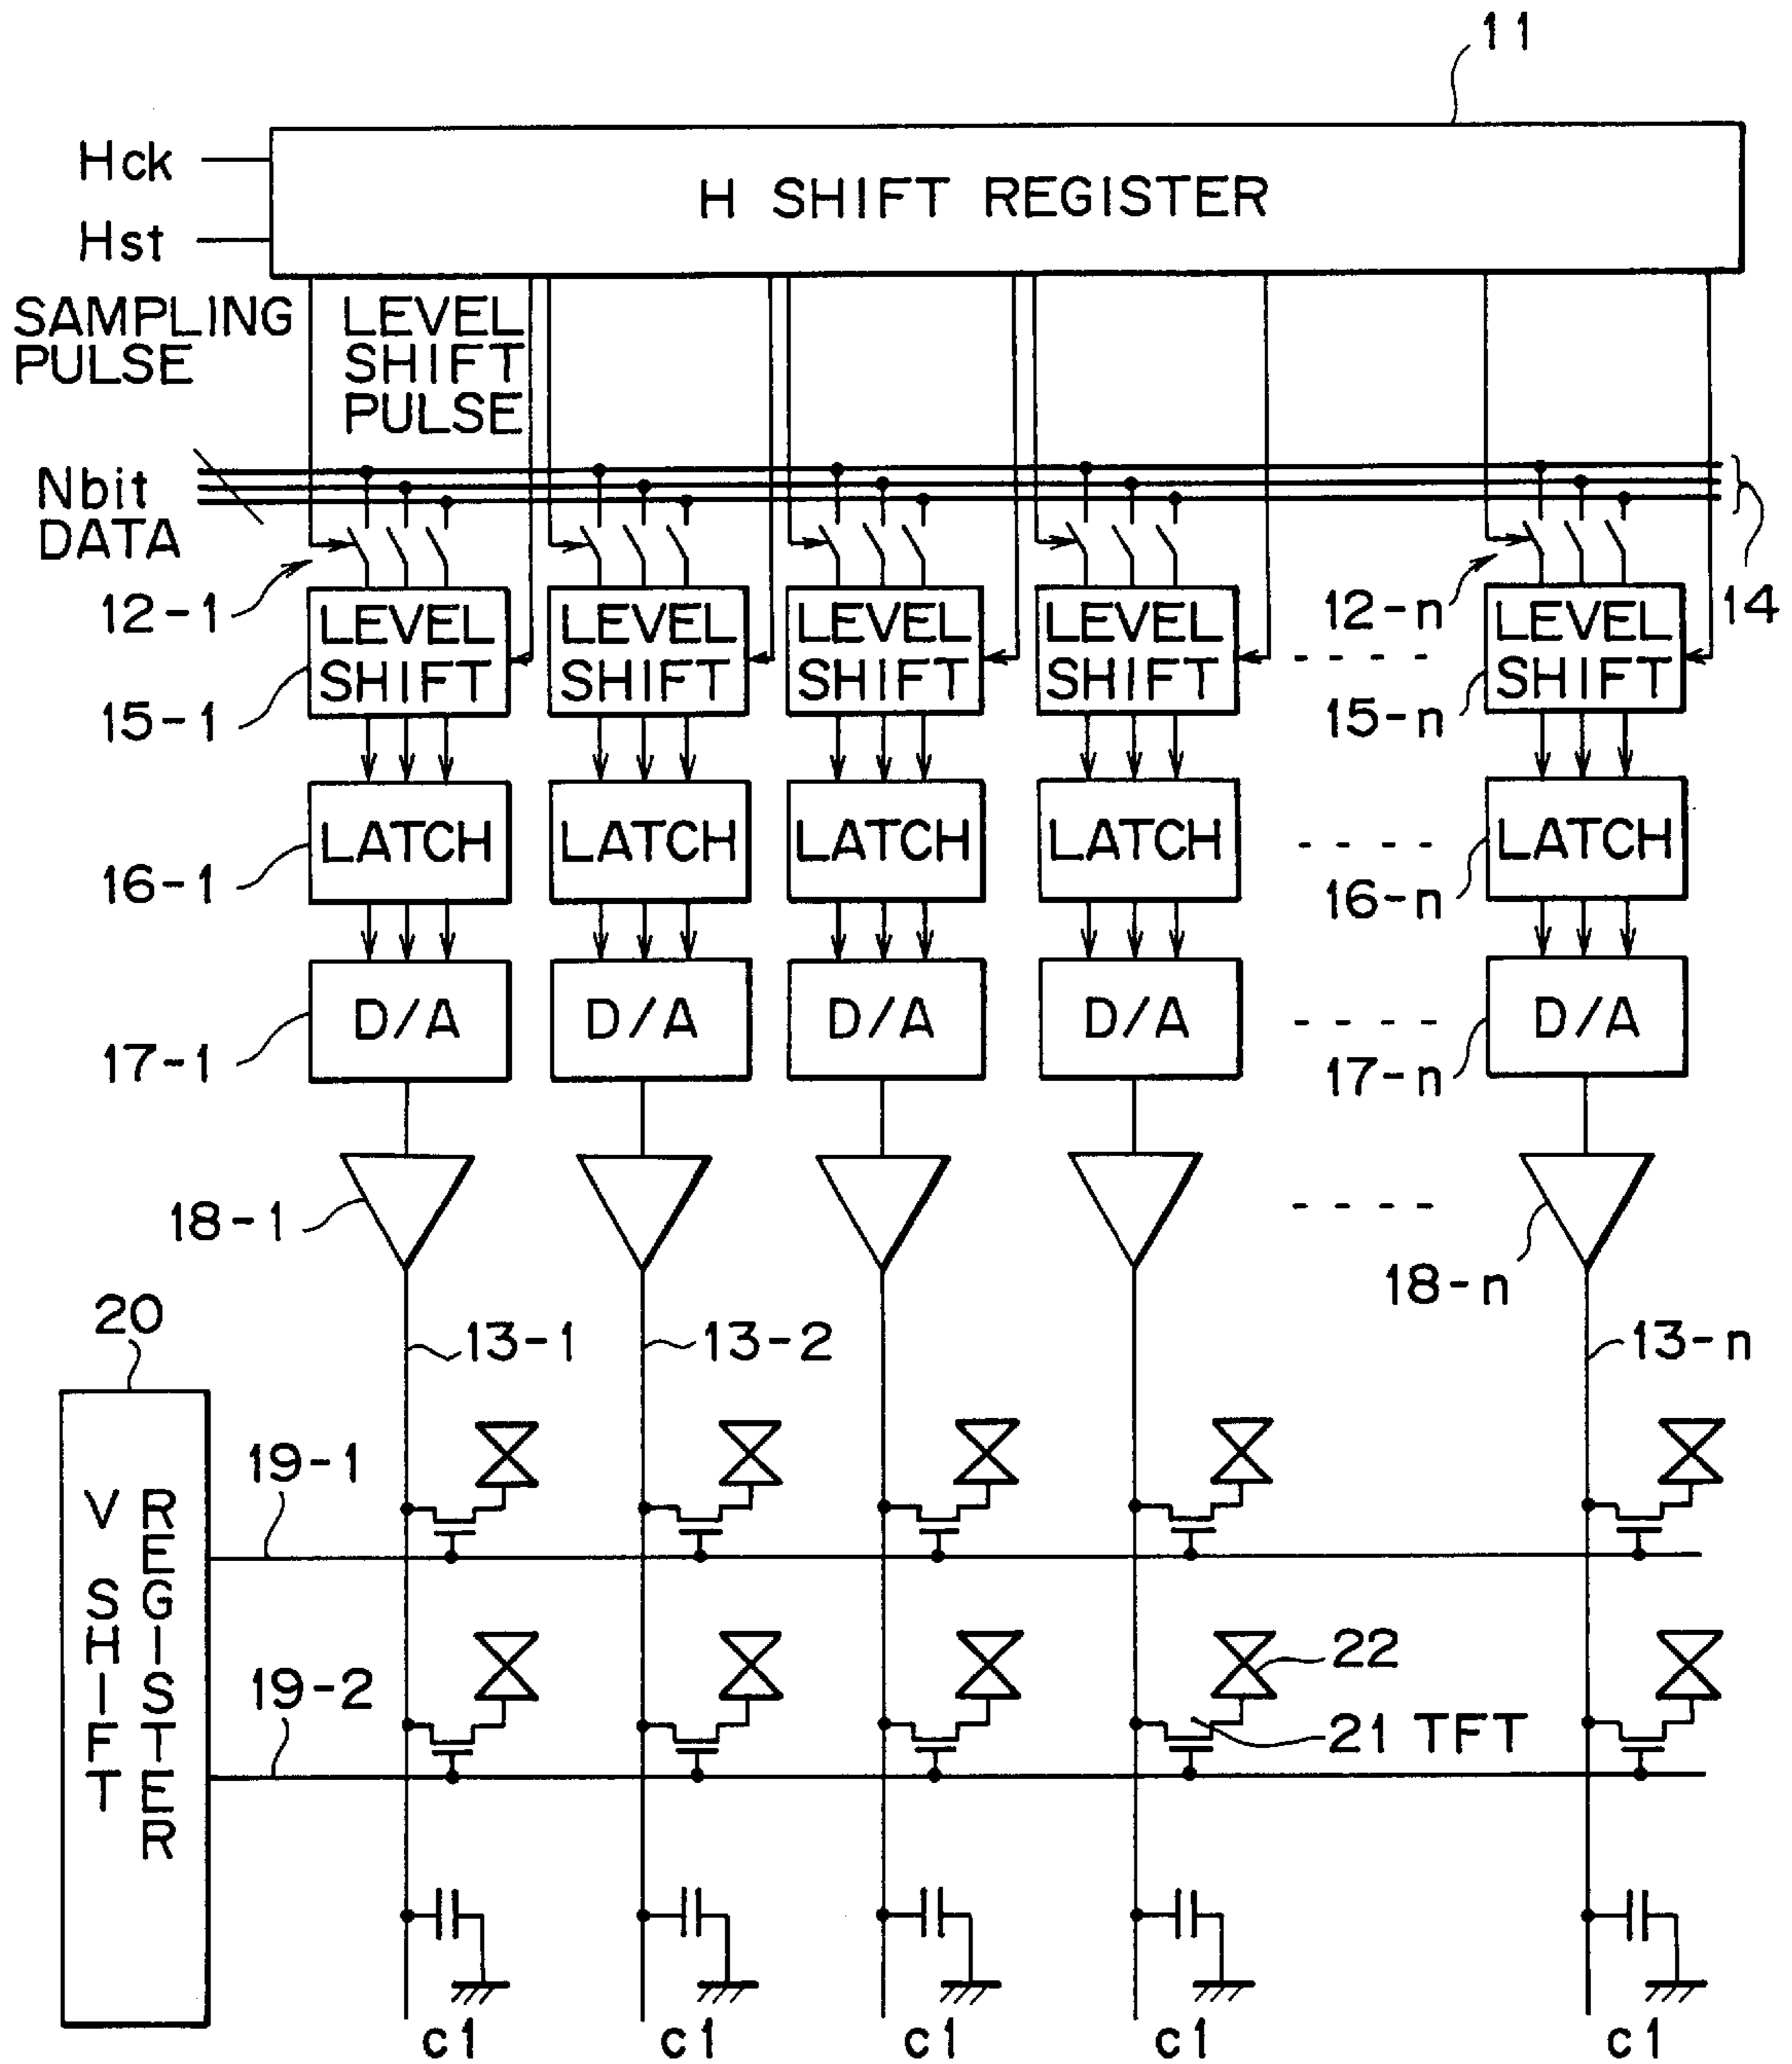 11
Hck
H SHIFT REGISTER
Hst
SAMPLING
PULSE
LEVEL
SHIFT
PULSE
Nbit
DATA
14
12-1
12-n
LEVEL
SHIFT
LEVEL
SHIFT
LEVEL
SHIFT
LEVEL
SHIFT
LEVEL
SHIFT
15-1
15-n
LATCH
LATCH
LATCH
LATCH
LATCH
16-1
16-n
D/A
D/A
D/A
D/A
D/A
17-1
17-n
18-1
18-n
20
13-1
13-2
13-n
19-1
V SHIFT
REGISTER
19-2
22
21 TFT
c1
c1
c1
c1
c1